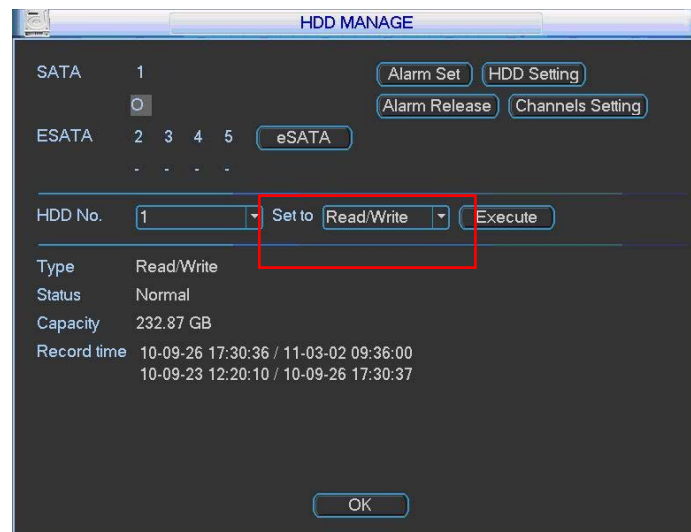 HDD MANAGE
SATA 1 Alarm Set HDD Setting
O Alarm Release Channels Setting
ESATA 2 3 4 5 eSATA
- - - -
HDD No. 1 Set to Read/Write Execute
Type Read/Write
Status Normal
Capacity 232.87 GB
Record time 10-09-26 17:30:36 / 11-03-02 09:36:00
10-09-23 12:20:10 / 10-09-26 17:30:37
OK